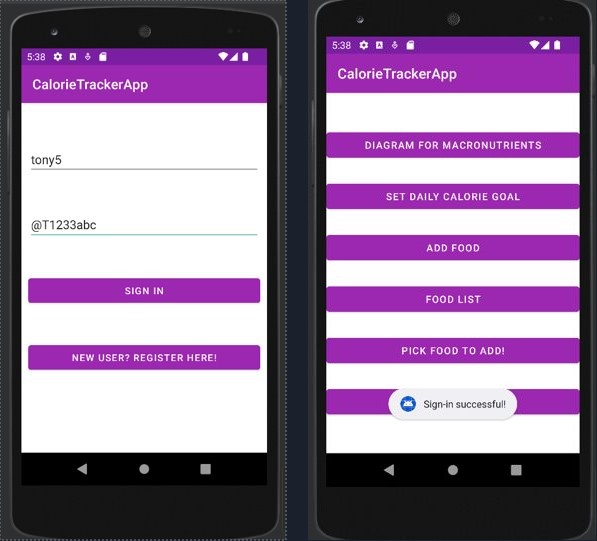 5:38
CalorieTrackerApp
tony5
@T1233abc
SIGN IN
NEW USER? REGISTER HERE!
5:38
CalorieTrackerApp
DIAGRAM FOR MACRONUTRIENTS
SET DAILY CALORIE GOAL
ADD FOOD
FOOD LIST
PICK FOOD TO ADD!
Sign-in successful!